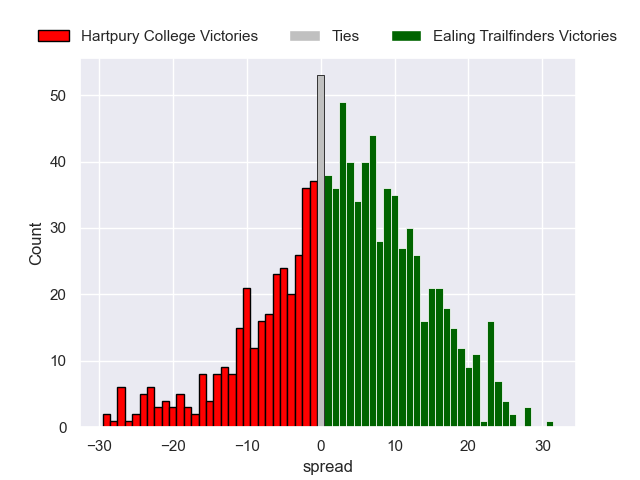 Hartpury College Victories Ties Ealing Trailfinders Victories
50
40
30
20
10
0
Count
−30 −20 −10 0 10 20 30
spread